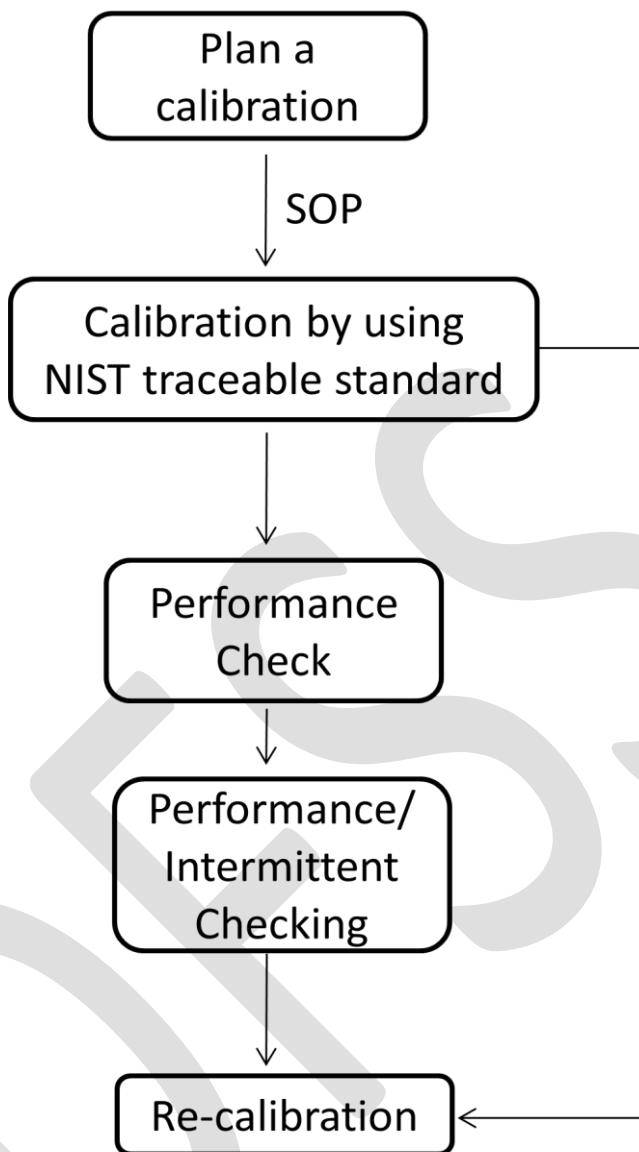 Plan a
calibration
SOP
Calibration by using
NIST traceable standard
Performance
Check
Performance/
Intermittent
Checking
Re-calibration